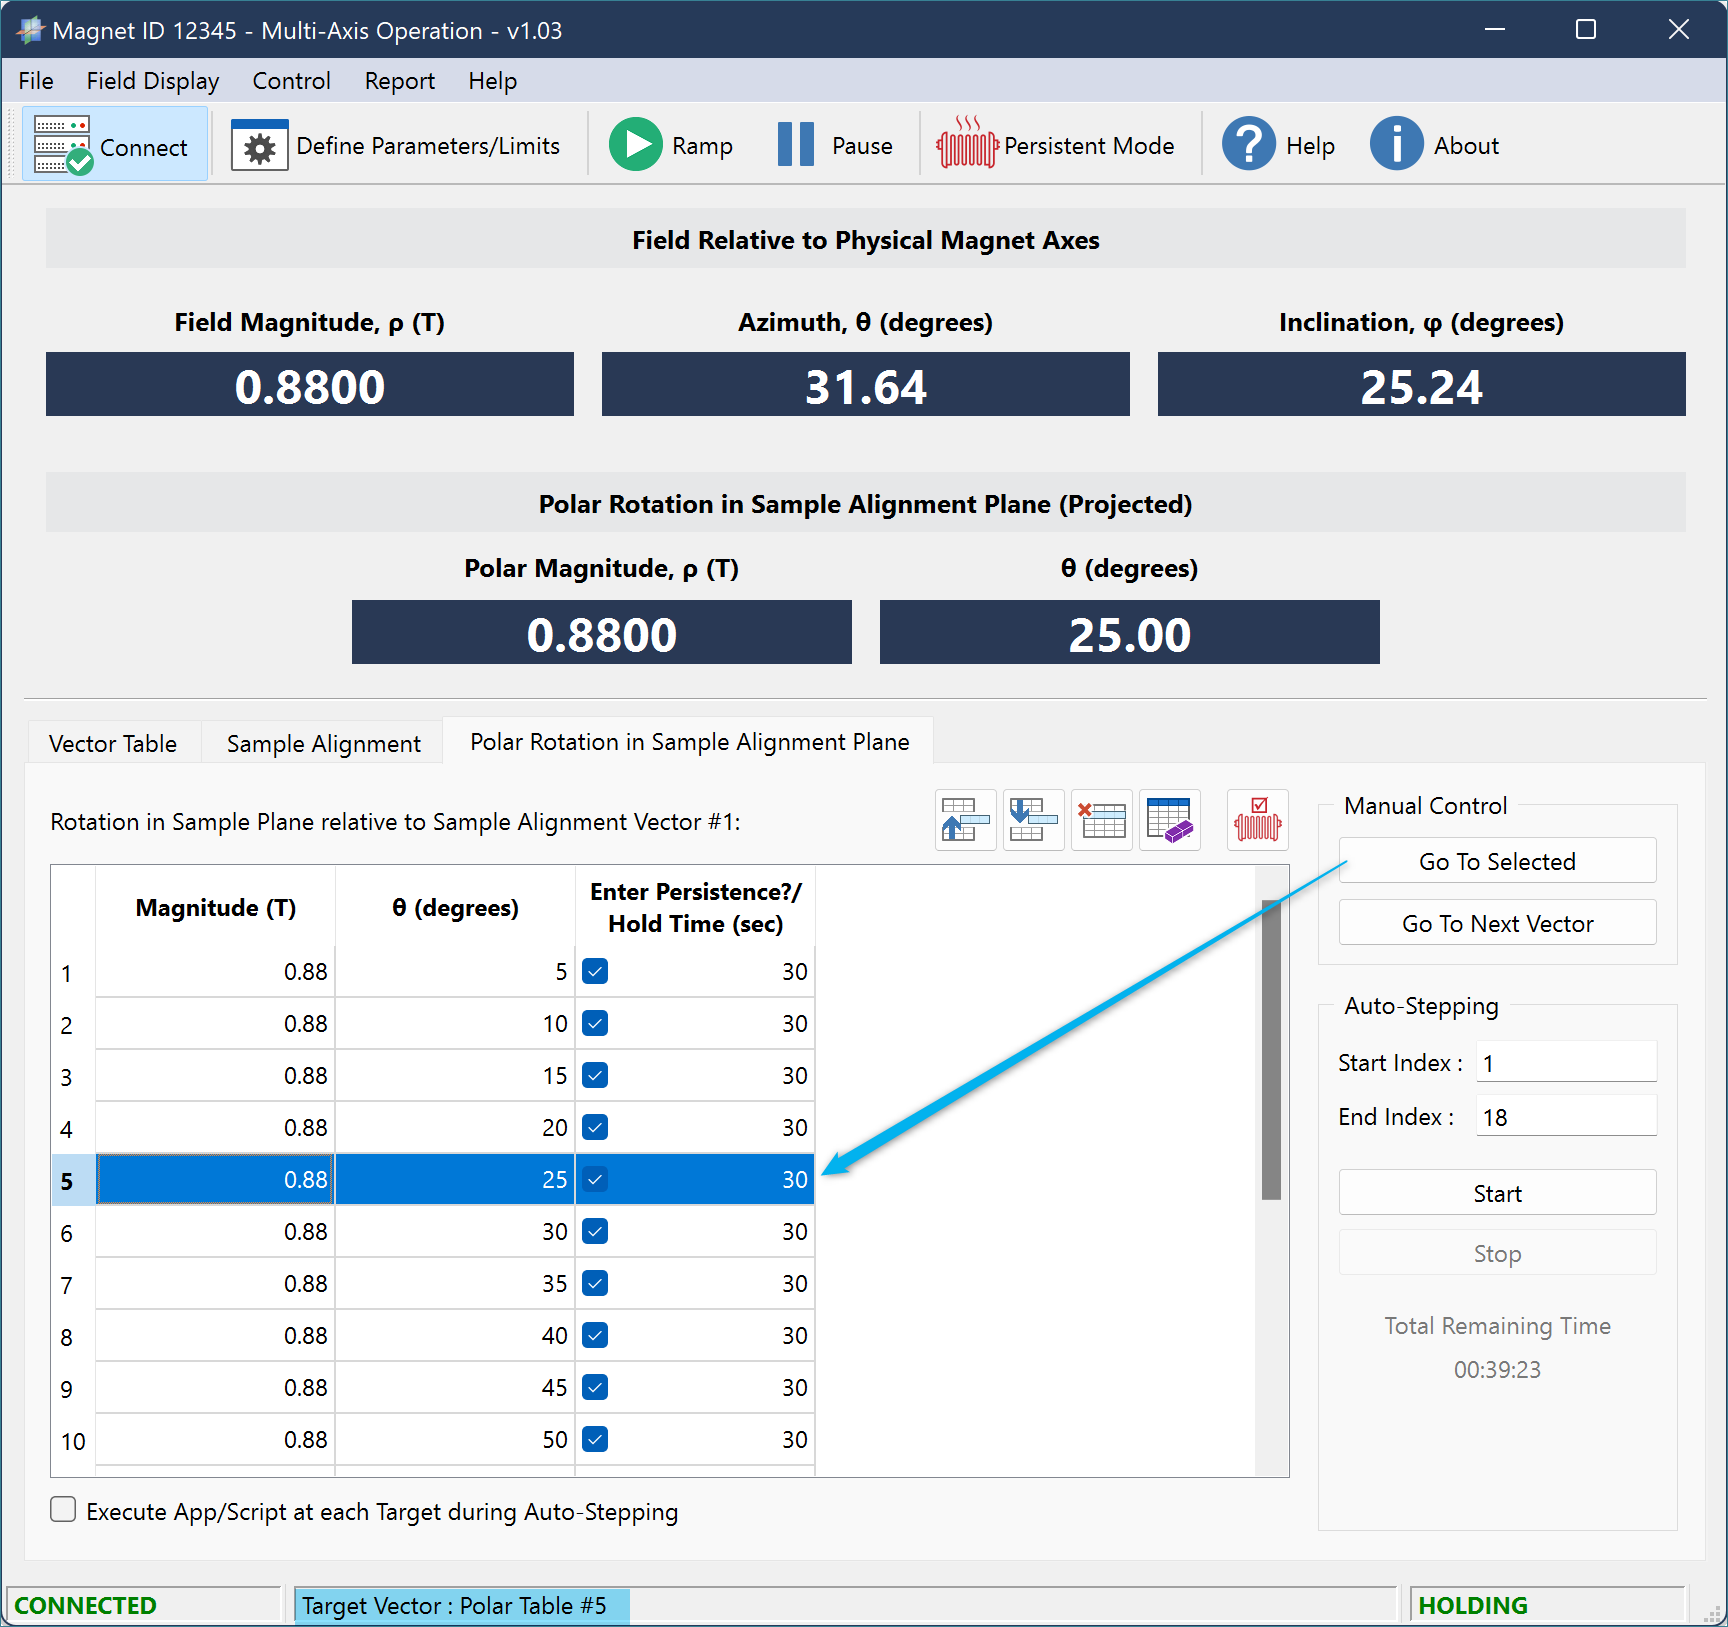 Magnet ID 12345 - Multi-Axis Operation - v1.03
File Field Display Control Report Help
Connect Define Parameters/Limits Ramp Pause Persistent Mode Help About
Field Relative to Physical Magnet Axes
Field Magnitude, ρ (T) Azimuth, θ (degrees) Inclination, φ (degrees)
0.8800 31.64 25.24
Polar Rotation in Sample Alignment Plane (Projected)
Polar Magnitude, ρ (T) θ (degrees)
0.8800 25.00
Vector Table Sample Alignment Polar Rotation in Sample Alignment Plane
Rotation in Sample Plane relative to Sample Alignment Vector #1:
Magnitude (T) θ (degrees) Enter Persistence?/
Hold Time (sec)
1 0.88 5 30
2 0.88 10 30
3 0.88 15 30
4 0.88 20 30
5 0.88 25 30
6 0.88 30 30
7 0.88 35 30
8 0.88 40 30
9 0.88 45 30
10 0.88 50 30
Execute App/Script at each Target during Auto-Stepping
Manual Control
Go To Selected
Go To Next Vector
Auto-Stepping
Start Index : 1
End Index : 18
Start
Stop
Total Remaining Time
00:39:23
CONNECTED Target Vector : Polar Table #5 HOLDING